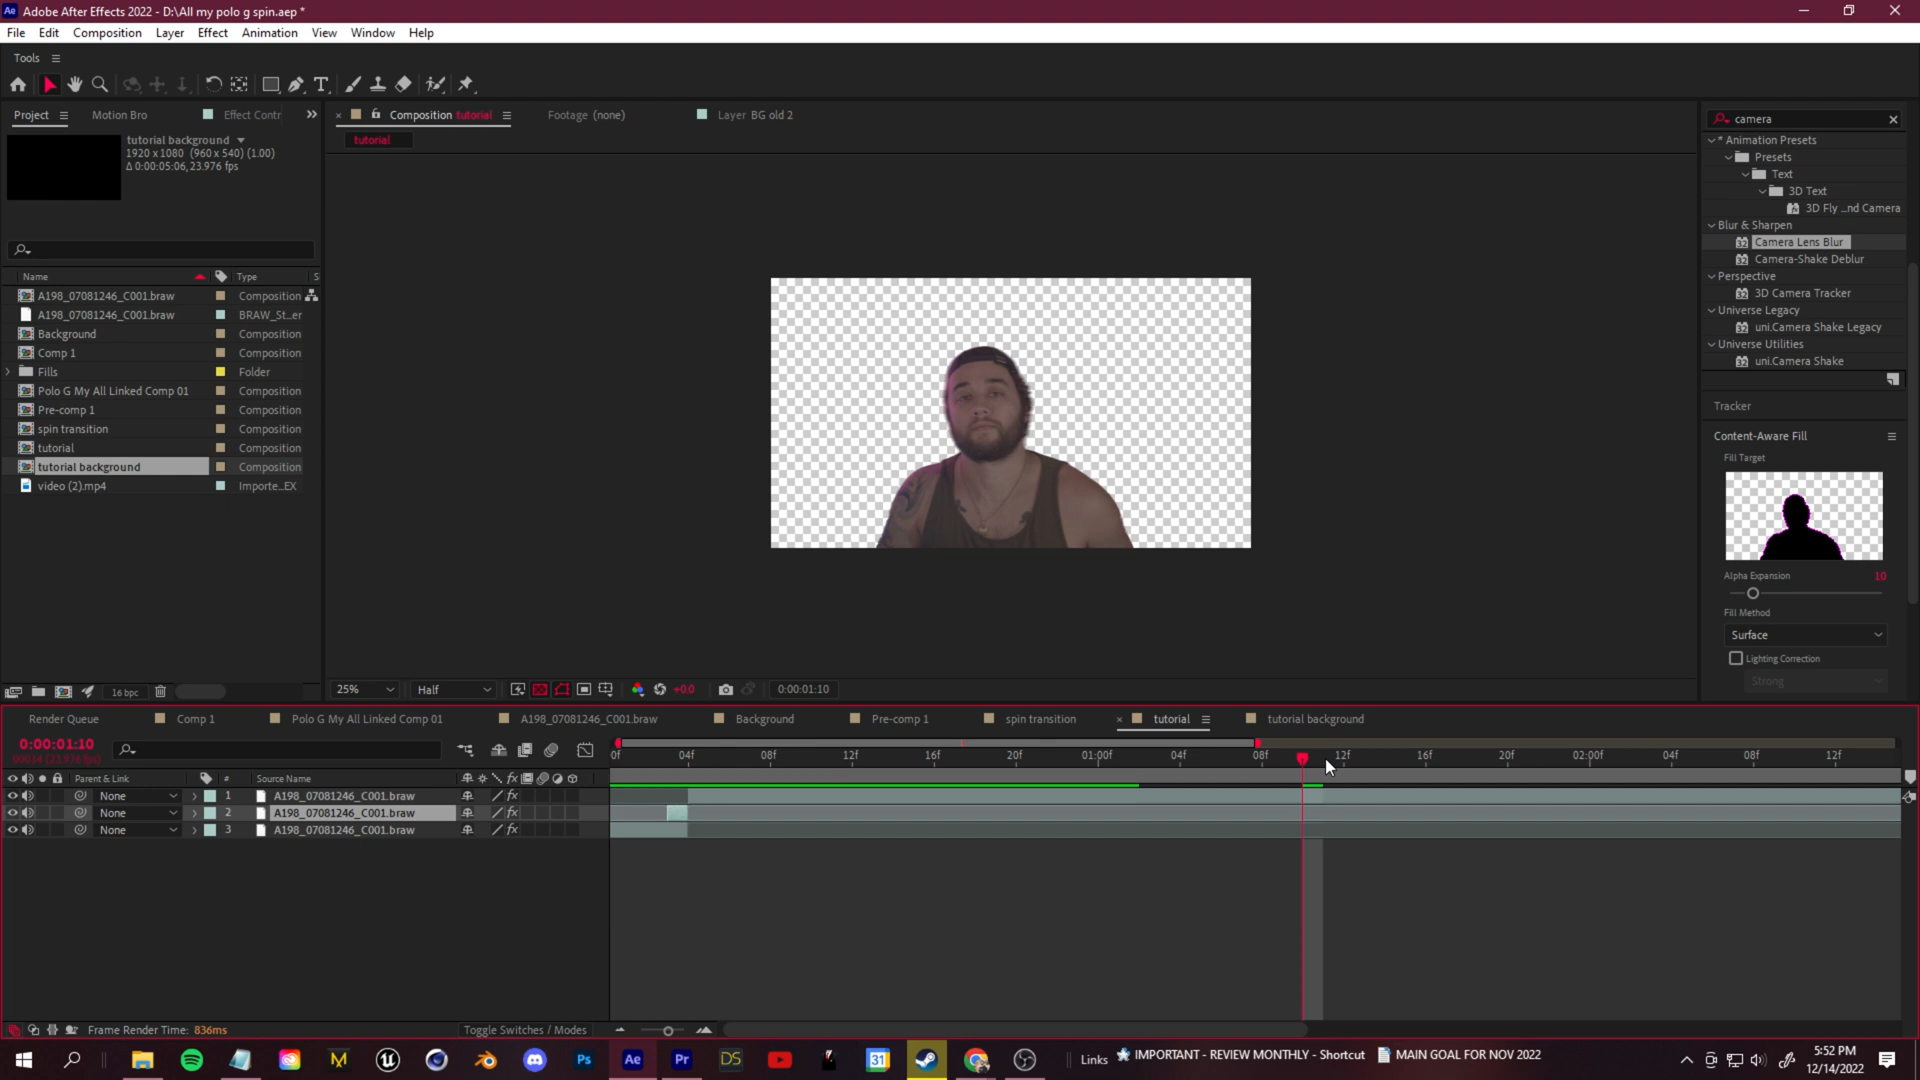 Adobe After Effects 2022 - D:\All my polo g spin.aep *
File Edit Composition Layer Effect Animation View Window Help
Tools
Project Motion Bro Effect Contr
Composition tutorial Footage (none) Layer BG old 2
tutorial
tutorial background
1920 x 1080 (960 x 540) (1.00)
Δ 0:00:05:06, 23.976 fps
Name Type S
A198_07081246_C001.braw Composition
A198_07081246_C001.braw BRAW_St...er
Background Composition
Comp 1 Composition
Fills Folder
Polo G My All Linked Comp 01 Composition
Pre-comp 1 Composition
spin transition Composition
tutorial Composition
tutorial background Composition
video (2).mp4 Importe...EX
16 bpc
25% Half +0.0 0:00:01:10
camera
* Animation Presets
Presets
Text
3D Text
3D Fly ...nd Camera
Blur & Sharpen
Camera Lens Blur
Camera-Shake Deblur
Perspective
3D Camera Tracker
Universe Legacy
uni.Camera Shake Legacy
Universe Utilities
uni.Camera Shake
Tracker
Content-Aware Fill
Fill Target
Alpha Expansion 10
Fill Method
Surface
Lighting Correction
Strong
Render Queue Comp 1 Polo G My All Linked Comp 01 A198_07081246_C001.braw Background Pre-comp 1 spin transition tutorial tutorial background
0:00:01:10
00034 (23.976 fps)
0f 04f 08f 12f 16f 20f 01:00f 04f 08f 12f 16f 20f 02:00f 04f 08f 12f
Parent & Link # Source Name
None 1 A198_07081246_C001.braw
None 2 A198_07081246_C001.braw
None 3 A198_07081246_C001.braw
Frame Render Time: 836ms
Toggle Switches / Modes
Links IMPORTANT - REVIEW MONTHLY - Shortcut MAIN GOAL FOR NOV 2022
5:52 PM
12/14/2022